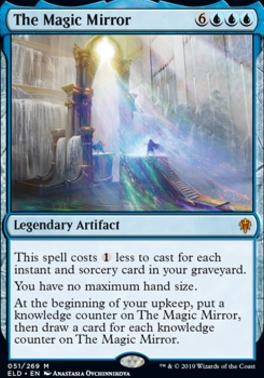 The Magic Mirror 6
Legendary Artifact
This spell costs 1 less to cast for each
instant and sorcery card in your graveyard.
You have no maximum hand size.
At the beginning of your upkeep, put a
knowledge counter on The Magic Mirror,
then draw a card for each knowledge
counter on The Magic Mirror.
051/269 M
ELD • EN ANASTASIA OVCHINNIKOVA
™ & © 2019 Wizards of the Coast